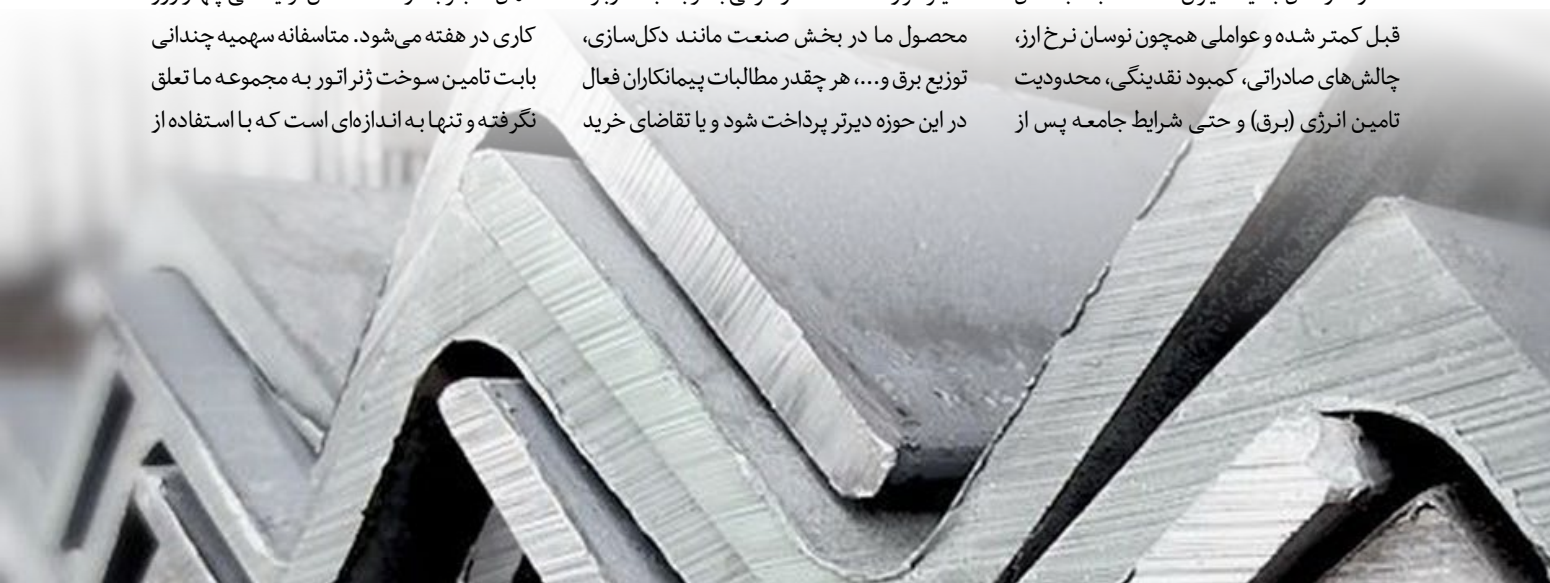 قبل کمتر شده و عواملی همچون نوسان نرخ ارز،
چالش‌های صادراتی، کمبود نقدینگی، محدودیت
تامین انرژی (برق) و حتی شرایط جامعه پس از
محصول ما در بخش صنعت مانند دکل‌سازی،
توزیع برق و...، هر چقدر مطالبات پیمانکاران فعال
در این حوزه دیرتر پرداخت شود و یا تقاضای خرید
کاری در هفته می‌شود. متاسفانه سهمیه چندانی
بابت تامین سوخت ژنراتور به مجموعه ما تعلق
نگرفته و تنها به اندازه‌ای است که با استفاده از